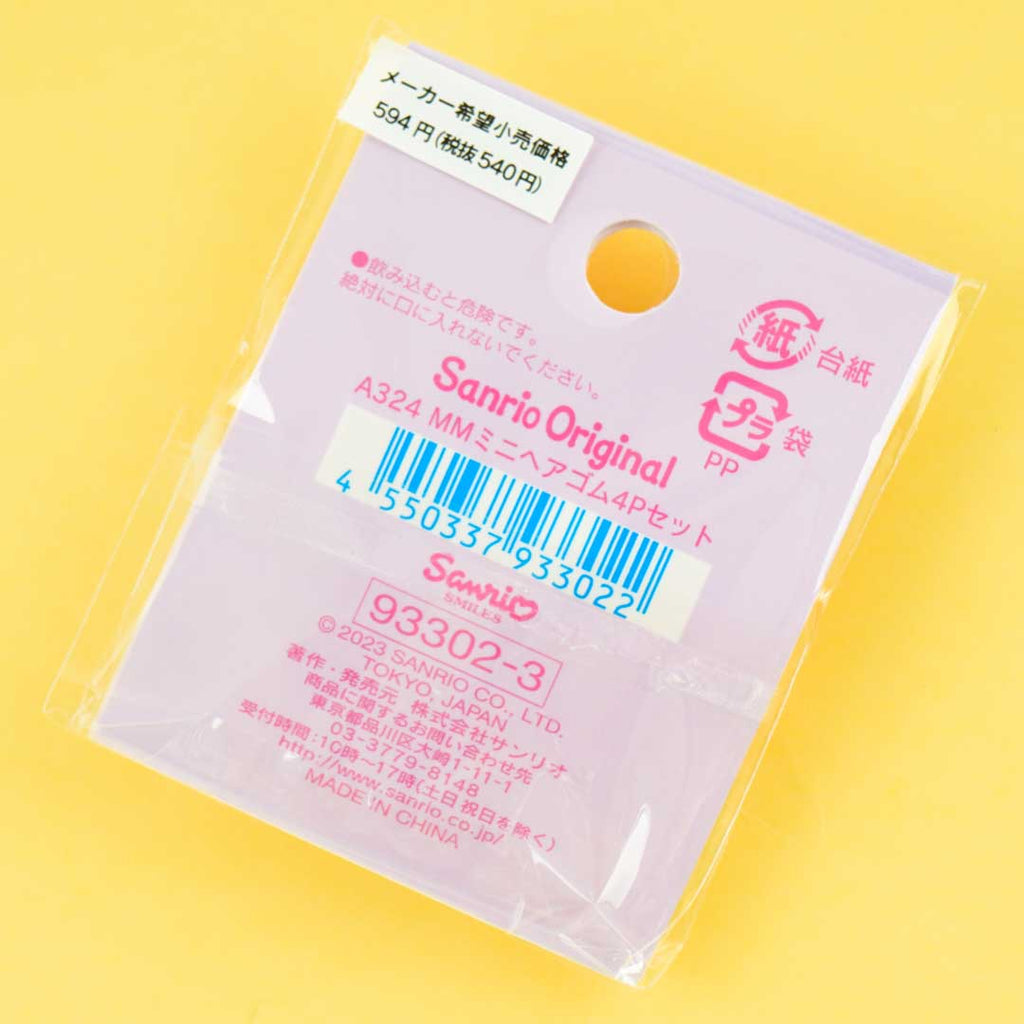 メーカー希望小売価格
594円(税抜540円)
●飲み込むと危険です。
絶対に口に入れないでください。
紙 台紙
プラ 袋
PP
Sanrio Original
A324 MMミニヘアゴム4Pセット
4 550337 933022
Sanrio
SMILES
93302-3
© 2023 SANRIO CO., LTD.
TOKYO, JAPAN
著作・発売元 株式会社サンリオ
商品に関するお問い合わせ先
東京都品川区大崎1-11-1
03-3779-8148
受付時間:10時〜17時(土日祝日を除く)
http://www.sanrio.co.jp/
MADE IN CHINA